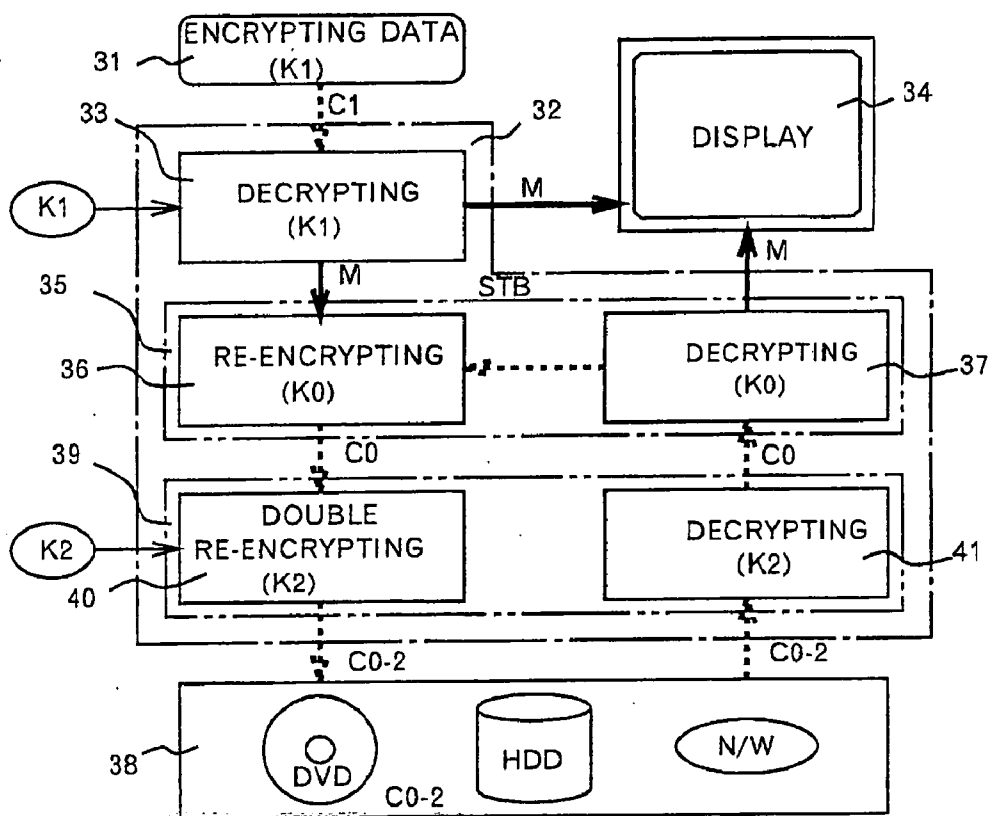 ENCRYPTING DATA
(K1)
31
C1
33
32
34
DISPLAY
DECRYPTING
(K1)
K1
M
M
M
STB
35
RE-ENCRYPTING
(K0)
36
DECRYPTING
(K0)
37
C0
C0
39
DOUBLE
RE-ENCRYPTING
(K2)
K2
40
DECRYPTING
(K2)
41
C0-2
C0-2
38
DVD
HDD
N/W
C0-2